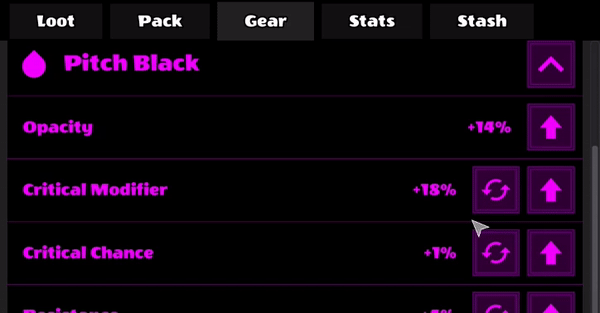 Loot Pack Gear Stats Stash
Pitch Black
Opacity +14%
Critical Modifier +18%
Critical Chance +1%